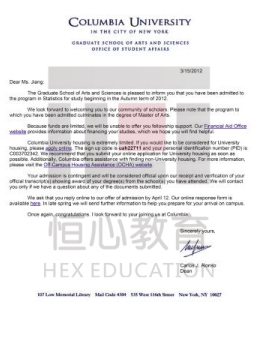 COLUMBIA UNIVERSITY
IN THE CITY OF NEW YORK
GRADUATE SCHOOL OF ARTS AND SCIENCES
OFFICE OF STUDENT AFFAIRS
3/15/2012
Dear Ms. Jiang:
The Graduate School of Arts and Sciences is pleased to inform you that you have been admitted to
the program in Statistics for study beginning in the Autumn term of 2012.
We look forward to welcoming you to our community of scholars. Please note that the program to
which you have been admitted culminates in the degree of Master of Arts.
Because funds are limited, we will be unable to offer you fellowship support. Our Financial Aid Office
website provides information about financing your studies, which we hope you will find helpful.
Columbia University housing is extremely limited. If you would like to be considered for University
housing, please apply online. The sign up code is and your personal identification number (PID) is
We recommend that you submit your online application for University housing as soon as
possible. Additionally, Columbia offers assistance with finding non-University housing. For more information,
please visit the Off-Campus Housing Assistance (OCHA) website.
Your admission is contingent and will be considered official upon our receipt and verification of your
official transcript(s) showing award of your degree(s) from the school(s) you have attended. We will contact
you only if we have a question about any of the documents submitted.
We ask that you reply online to our offer of admission by April 12. Our online response form is
available here. In late spring we will send further information to help you prepare for your arrival on campus.
Once again, congratulations. I look forward to your joining us at Columbia.
Sincerely yours,
Carlos J. Alonso
Dean
恒心教育
HEX EDUCATION
107 Low Memorial Library Mail Code 4304 535 West 116th Street New York, NY 10027